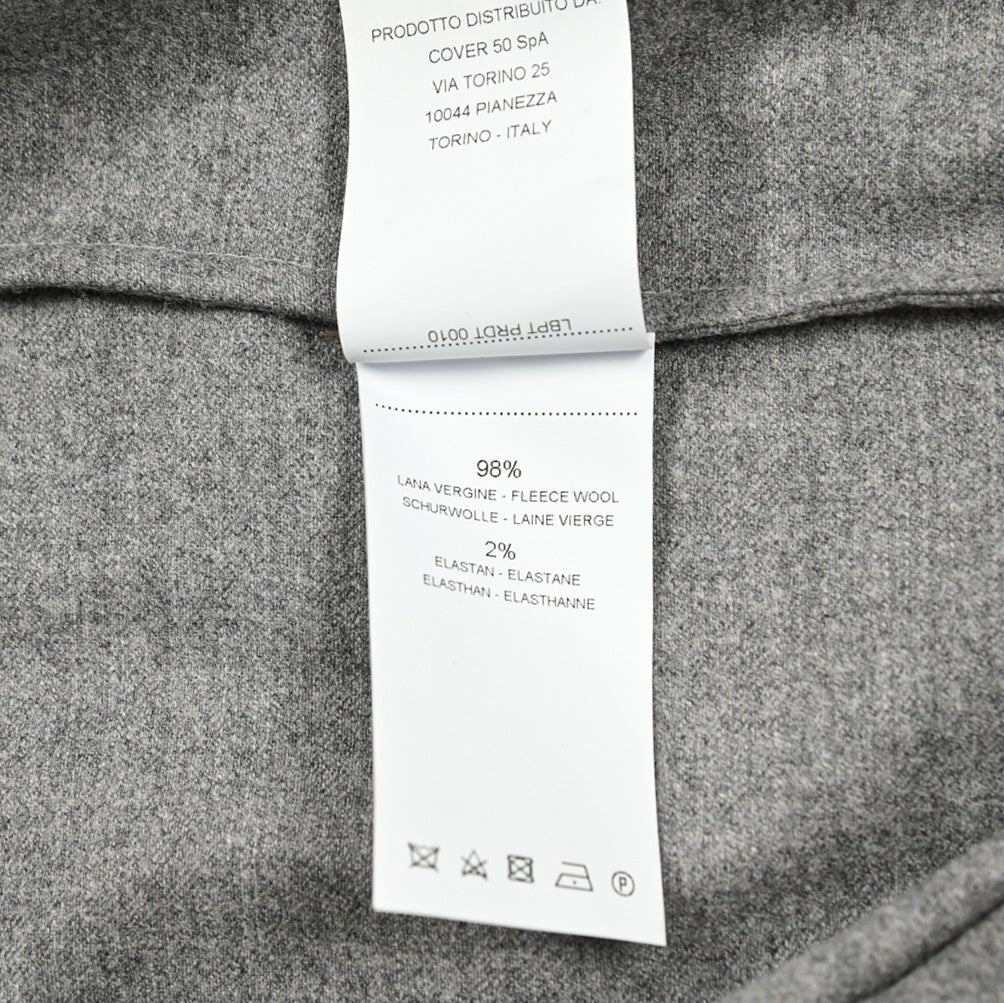 PRODOTTO DISTRIBUITO DA:
COVER 50 SpA
VIA TORINO 25
10044 PIANEZZA
TORINO - ITALY
LBPT PRDT 0010
98%
LANA VERGINE - FLEECE WOOL
SCHURWOLLE - LAINE VIERGE
2%
ELASTAN - ELASTANE
ELASTHAN - ELASTHANNE
P